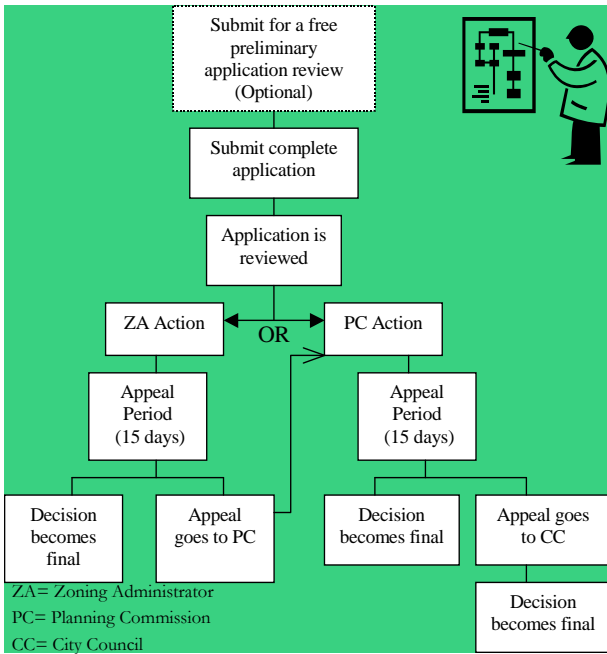 Submit for a free
preliminary
application review
(Optional)
Submit complete
application
Application is
reviewed
ZA Action
OR
PC Action
Appeal
Period
(15 days)
Appeal
Period
(15 days)
Decision
becomes
final
Appeal
goes to PC
Decision
becomes final
Appeal goes
to CC
Decision
becomes final
ZA= Zoning Administrator
PC= Planning Commission
CC= City Council